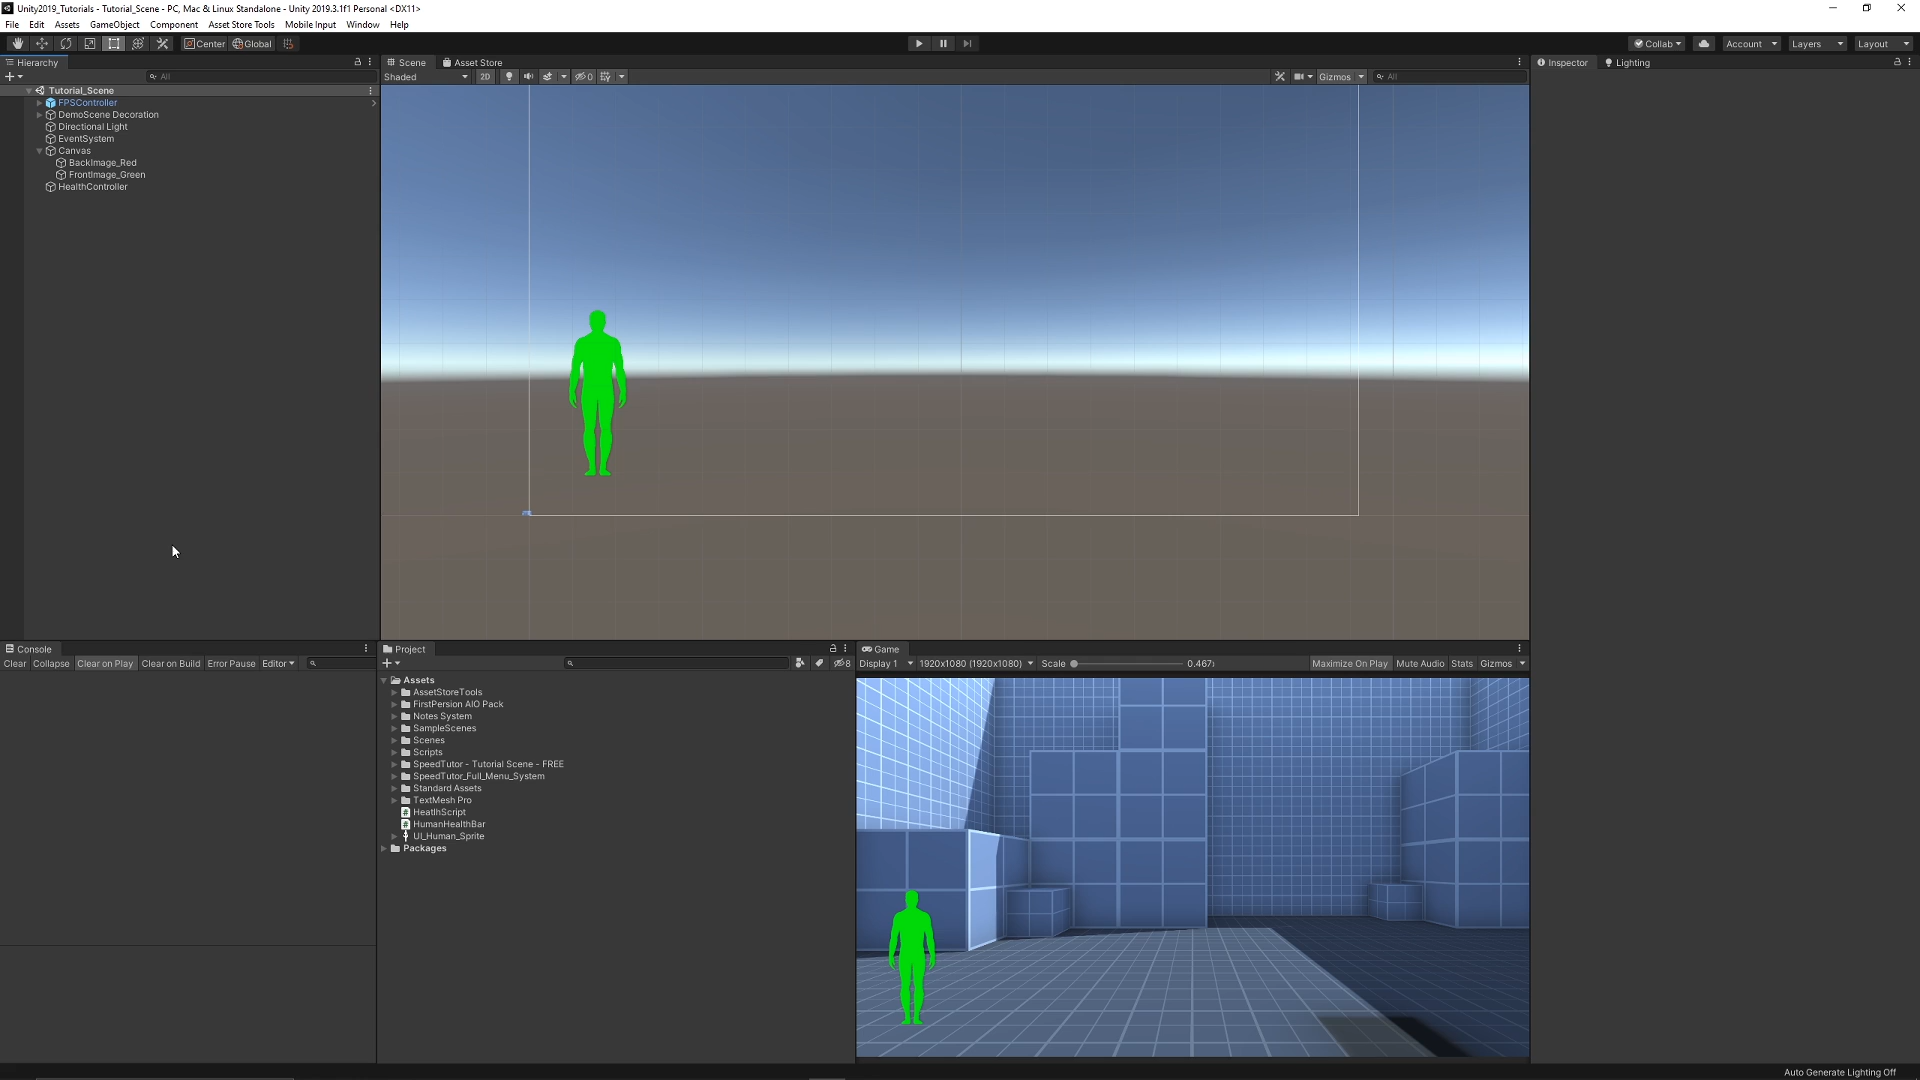 Unity2019_Tutorials - Tutorial_Scene - PC, Mac & Linux Standalone - Unity 2019.3.1f1 Personal <DX11>
File Edit Assets GameObject Component Asset Store Tools Mobile Input Window Help
Center Global Collab Account Layers Layout
Hierarchy
All
Tutorial_Scene
FPSController
DemoScene Decoration
Directional Light
EventSystem
Canvas
BackImage_Red
FrontImage_Green
HealthController
Scene Asset Store
Shaded 2D 0 Gizmos All
Inspector Lighting
Console
Clear Collapse Clear on Play Clear on Build Error Pause Editor
Project
8
Assets
AssetStoreTools
FirstPersion AIO Pack
Notes System
SampleScenes
Scenes
Scripts
SpeedTutor - Tutorial Scene - FREE
SpeedTutor_Full_Menu_System
Standard Assets
TextMesh Pro
HeatlhScript
HumanHealthBar
UI_Human_Sprite
Packages
Game
Display 1 1920x1080 (1920x1080) Scale 0.467 Maximize On Play Mute Audio Stats Gizmos
Auto Generate Lighting Off